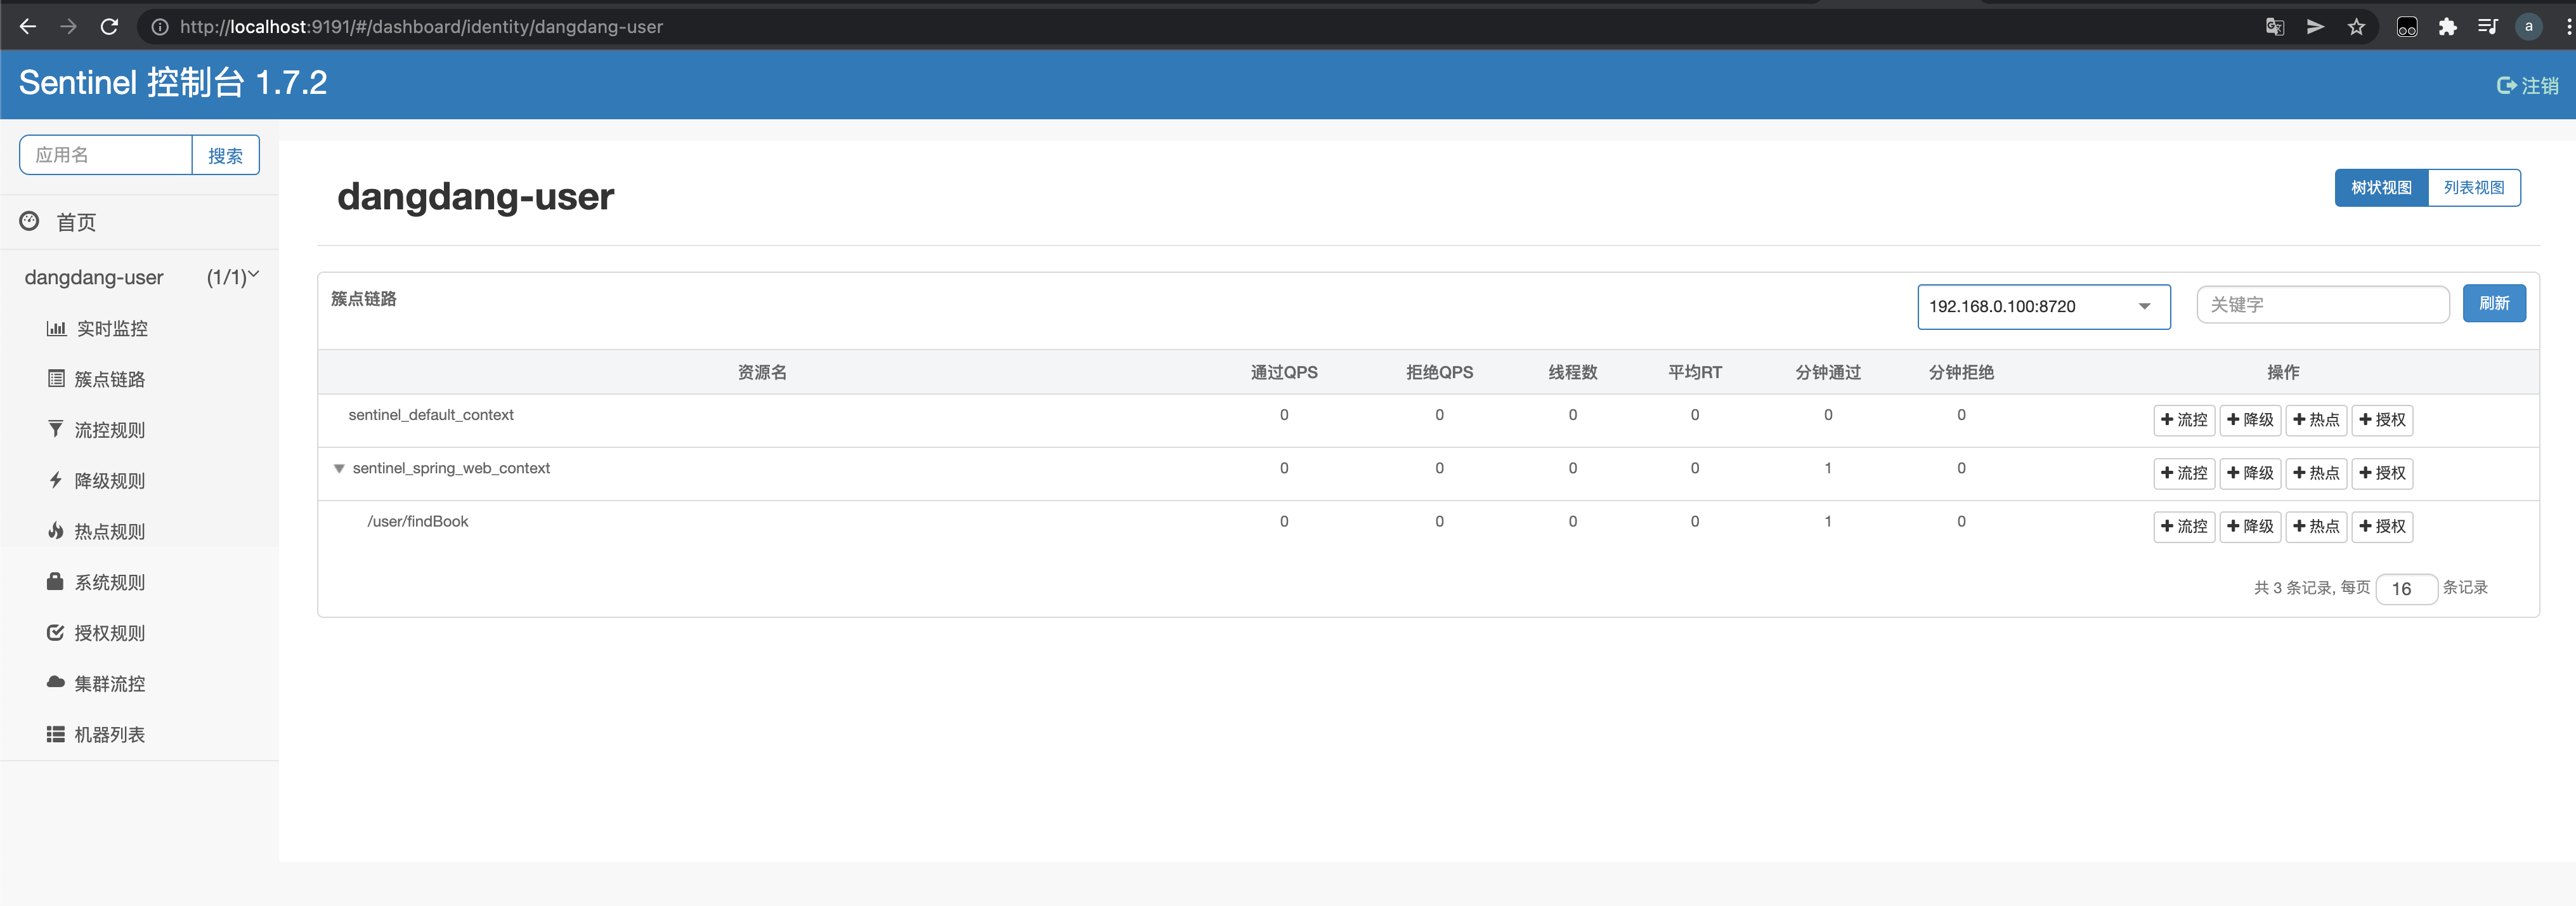 http://localhost:9191/#/dashboard/identity/dangdang-user
a
Sentinel 控制台 1.7.2
注销
应用名 搜索
首页
dangdang-user (1/1)
实时监控
簇点链路
流控规则
降级规则
热点规则
系统规则
授权规则
集群流控
机器列表
dangdang-user
树状视图 列表视图
簇点链路
192.168.0.100:8720 关键字 刷新
资源名 通过QPS 拒绝QPS 线程数 平均RT 分钟通过 分钟拒绝 操作
sentinel_default_context 0 0 0 0 0 0 流控 降级 热点 授权
sentinel_spring_web_context 0 0 0 0 1 0 流控 降级 热点 授权
/user/findBook 0 0 0 0 1 0 流控 降级 热点 授权
共 3 条记录, 每页 16 条记录